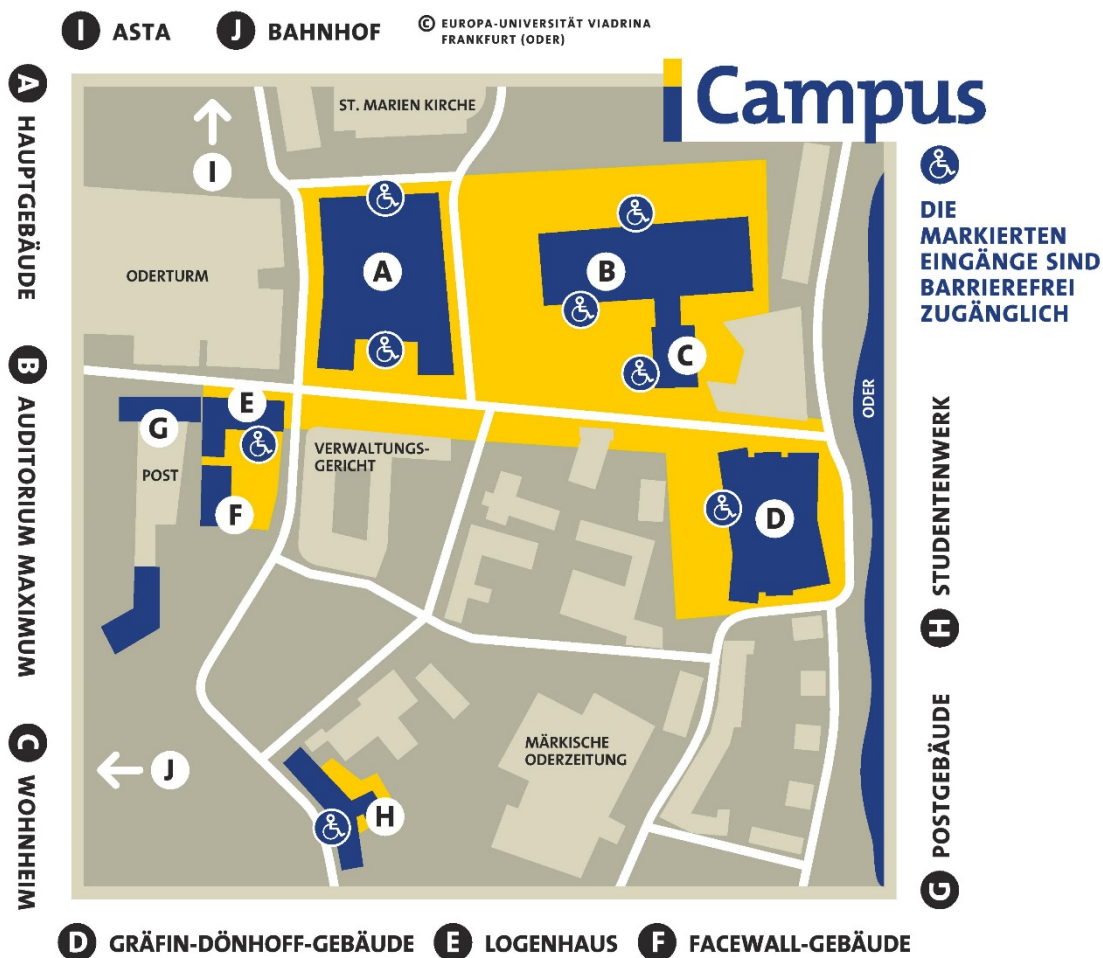 I ASTA
J BAHNHOF
© EUROPA-UNIVERSITÄT VIADRINA
FRANKFURT (ODER)
Campus
DIE
MARKIERTEN
EINGÄNGE SIND
BARRIEREFREI
ZUGÄNGLICH
A HAUPTGEBÄUDE
B AUDITORIUM MAXIMUM
C WOHNHEIM
ST. MARIEN KIRCHE
I
ODERTURM
A
B
C
ODER
E
G
POST
F
VERWALTUNGS-
GERICHT
D
J
H
MÄRKISCHE
ODERZEITUNG
H STUDENTENWERK
G POSTGEBÄUDE
D GRÄFIN-DÖNHOFF-GEBÄUDE
E LOGENHAUS
F FACEWALL-GEBÄUDE